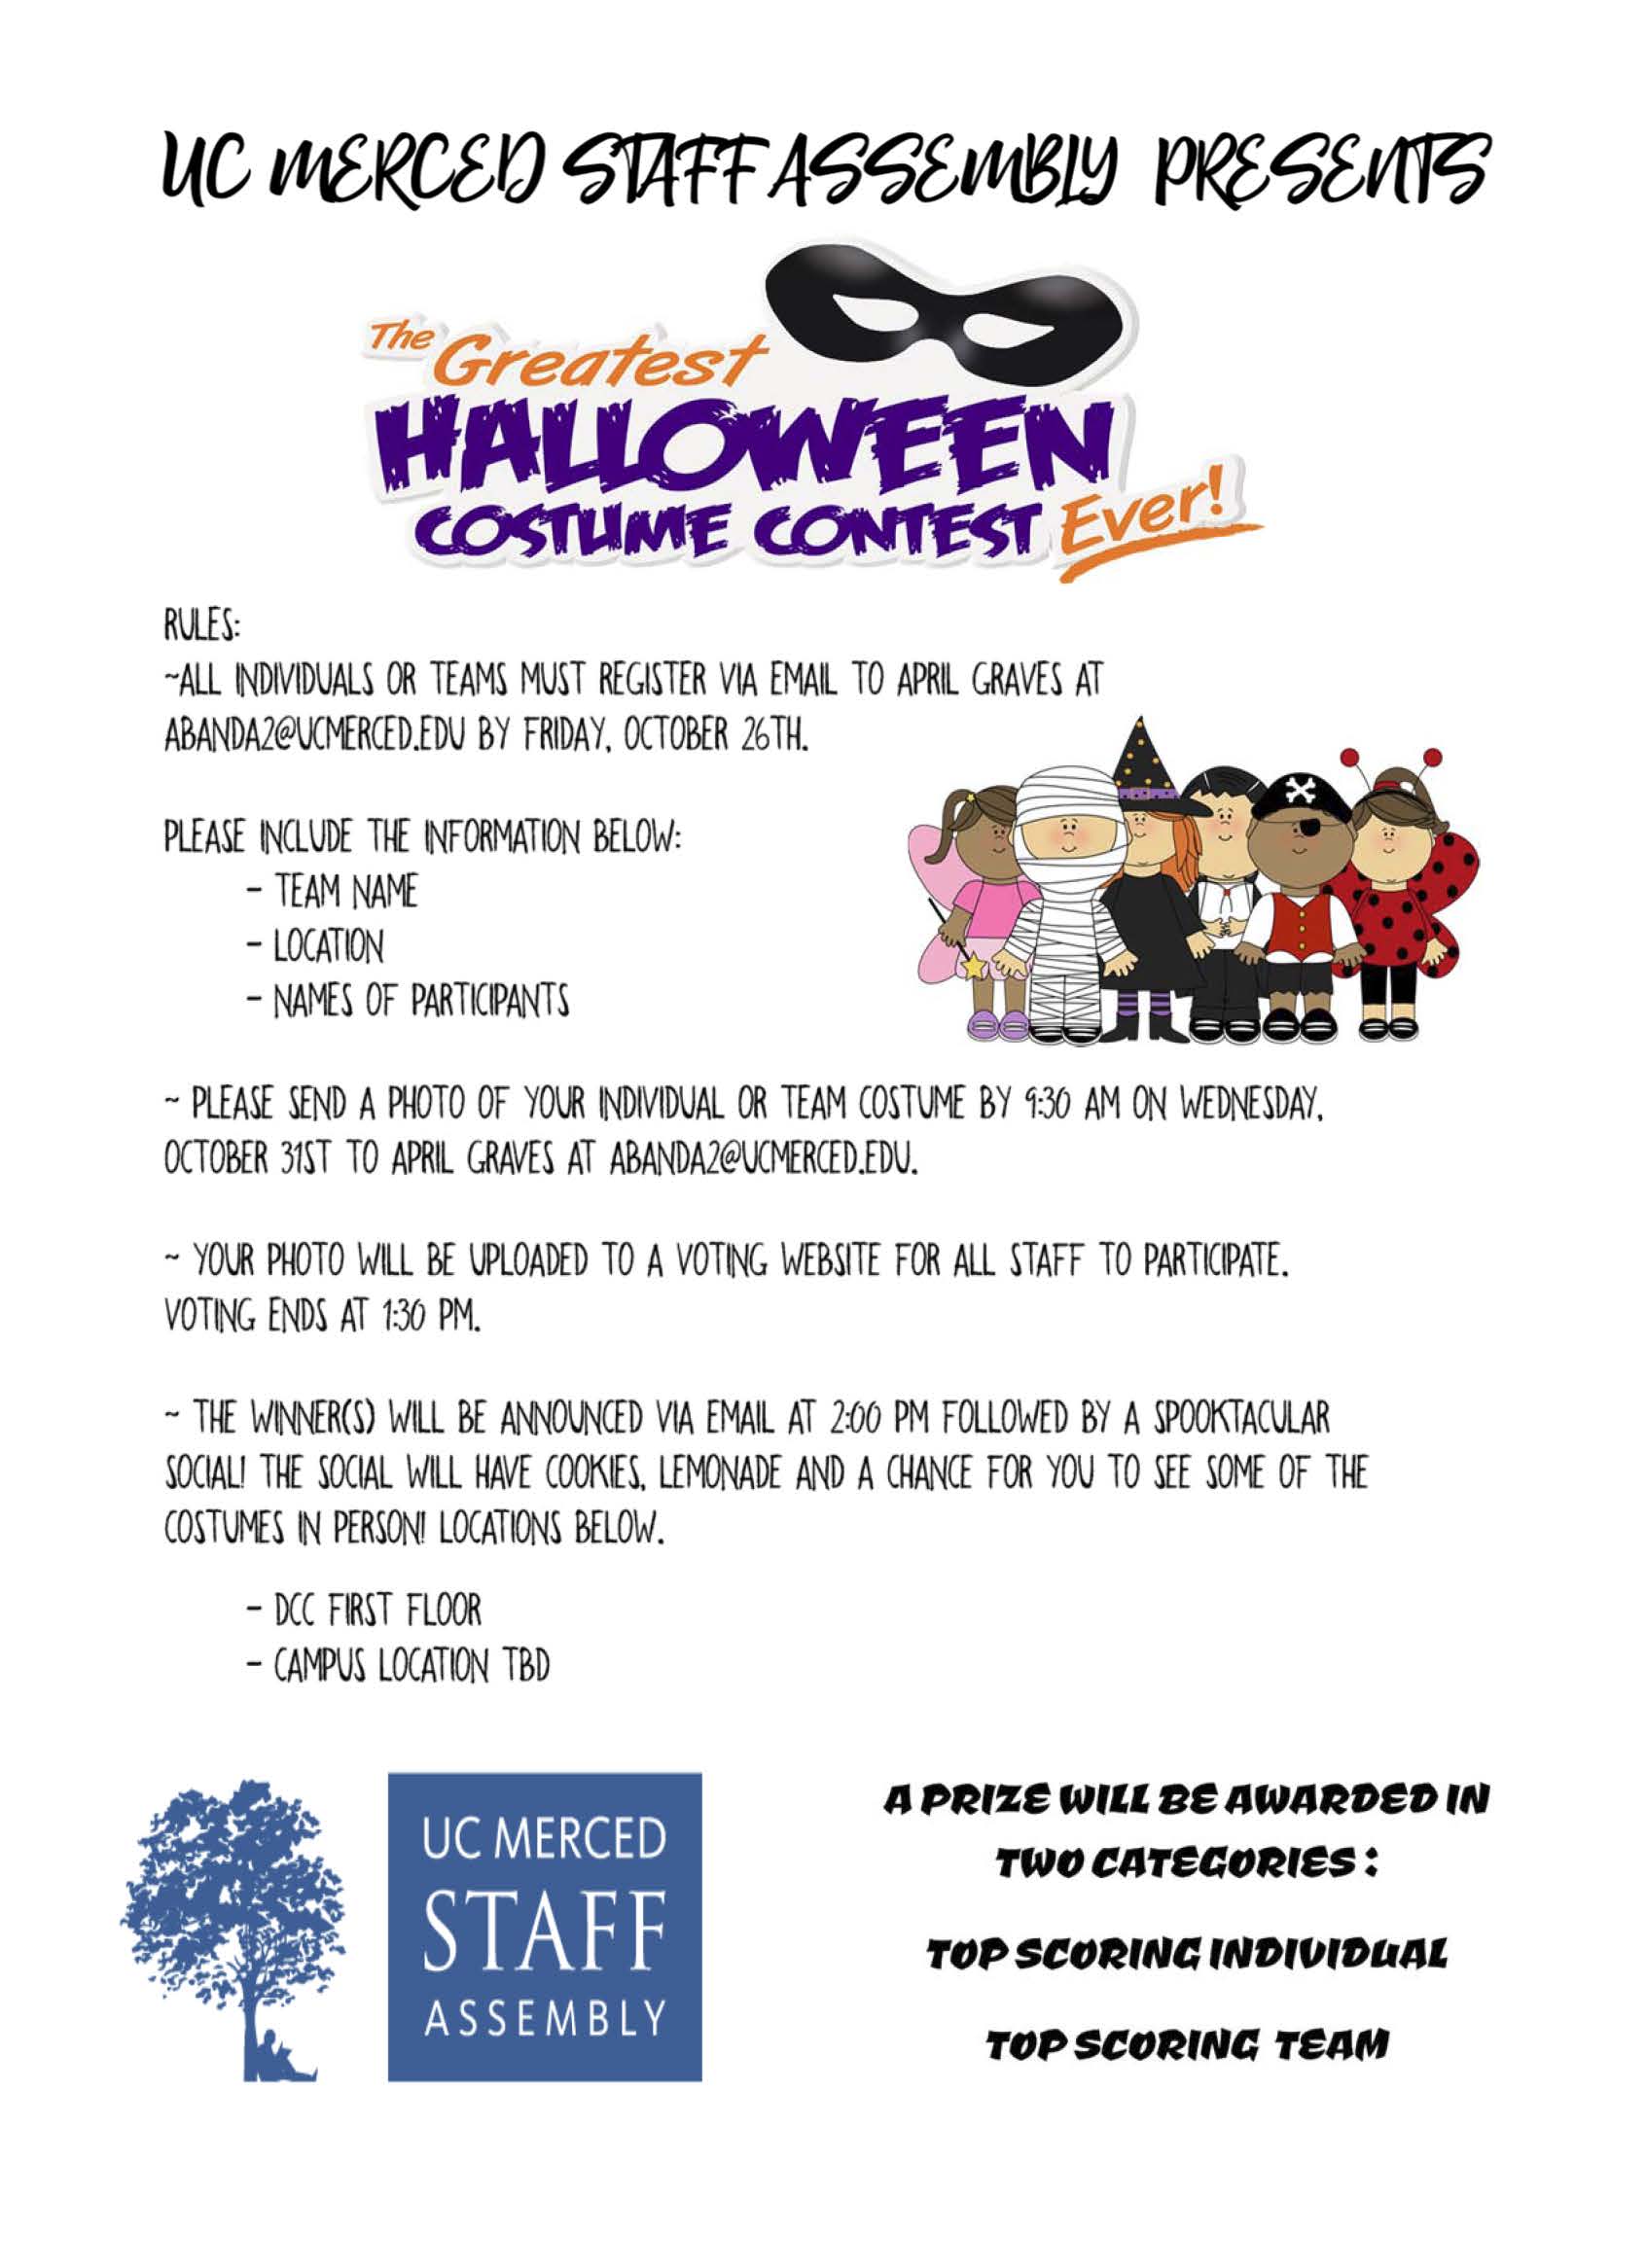 UC MERCED STAFF ASSEMBLY PRESENTS
The Greatest
HALLOWEEN
COSTUME CONTEST Ever!
RULES:
~ALL INDIVIDUALS OR TEAMS MUST REGISTER VIA EMAIL TO APRIL GRAVES AT
ABANDA2@UCMERCED.EDU BY FRIDAY, OCTOBER 26TH.
PLEASE INCLUDE THE INFORMATION BELOW:
- TEAM NAME
- LOCATION
- NAMES OF PARTICIPANTS
~ PLEASE SEND A PHOTO OF YOUR INDIVIDUAL OR TEAM COSTUME BY 9:30 AM ON WEDNESDAY,
OCTOBER 31ST TO APRIL GRAVES AT ABANDA2@UCMERCED.EDU.
~ YOUR PHOTO WILL BE UPLOADED TO A VOTING WEBSITE FOR ALL STAFF TO PARTICIPATE.
VOTING ENDS AT 1:30 PM.
~ THE WINNER(S) WILL BE ANNOUNCED VIA EMAIL AT 2:00 PM FOLLOWED BY A SPOOKTACULAR
SOCIAL! THE SOCIAL WILL HAVE COOKIES, LEMONADE AND A CHANCE FOR YOU TO SEE SOME OF THE
COSTUMES IN PERSON! LOCATIONS BELOW.
- DCC FIRST FLOOR
- CAMPUS LOCATION TBD
UC MERCED
STAFF
ASSEMBLY
A PRIZE WILL BE AWARDED IN
TWO CATEGORIES:
TOP SCORING INDIVIDUAL
TOP SCORING TEAM